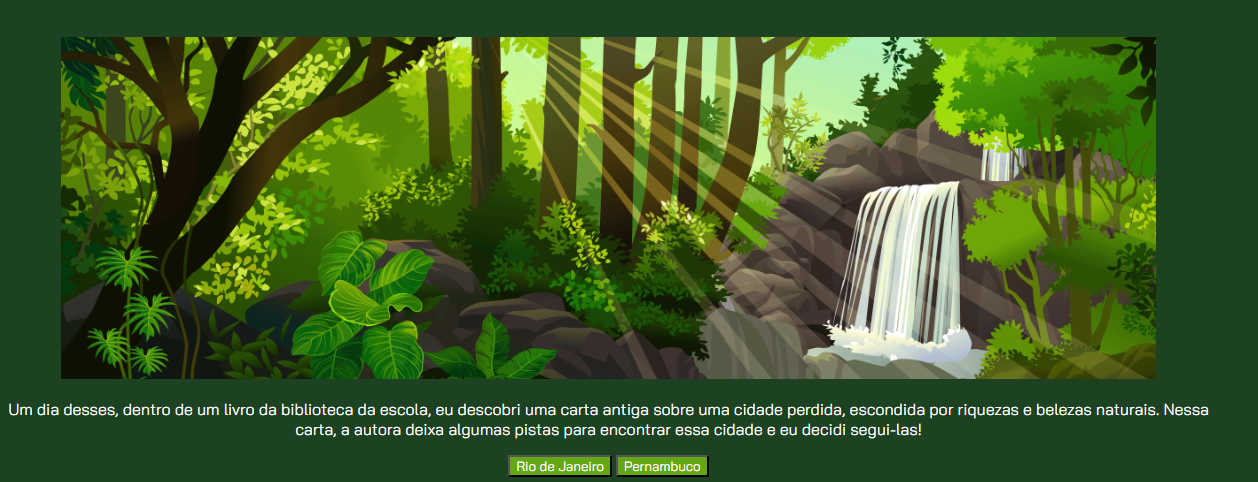 Um dia desses, dentro de um livro da biblioteca da escola, eu descobri uma carta antiga sobre uma cidade perdida, escondida por riquezas e belezas naturais. Nessa
carta, a autora deixa algumas pistas para encontrar essa cidade e eu decidi segui-las!
Rio de Janeiro Pernambuco